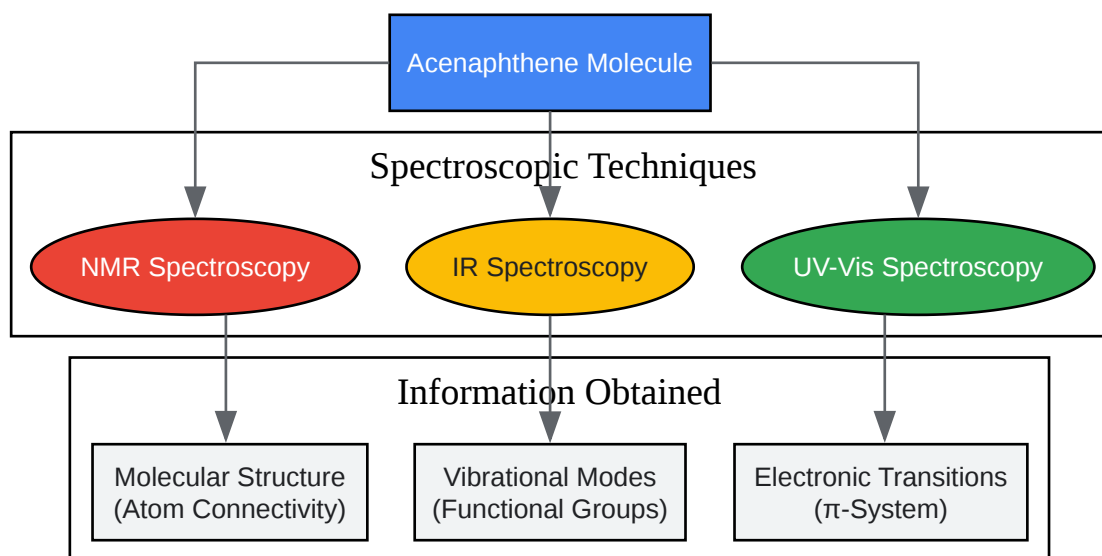 Acenaphthene Molecule
Spectroscopic Techniques
NMR Spectroscopy
IR Spectroscopy
UV-Vis Spectroscopy
Information Obtained
Molecular Structure
(Atom Connectivity)
Vibrational Modes
(Functional Groups)
Electronic Transitions
(π-System)